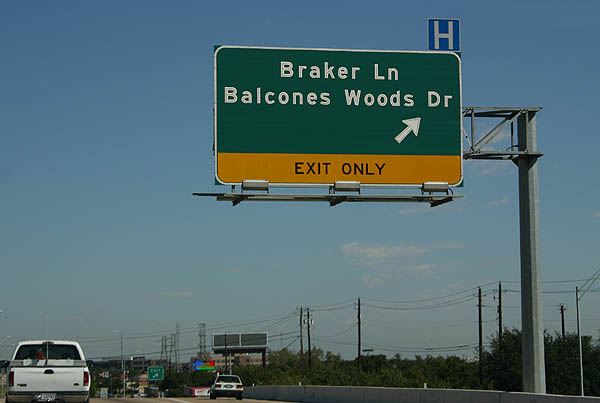 H
Braker Ln
Balcones Woods Dr
EXIT ONLY